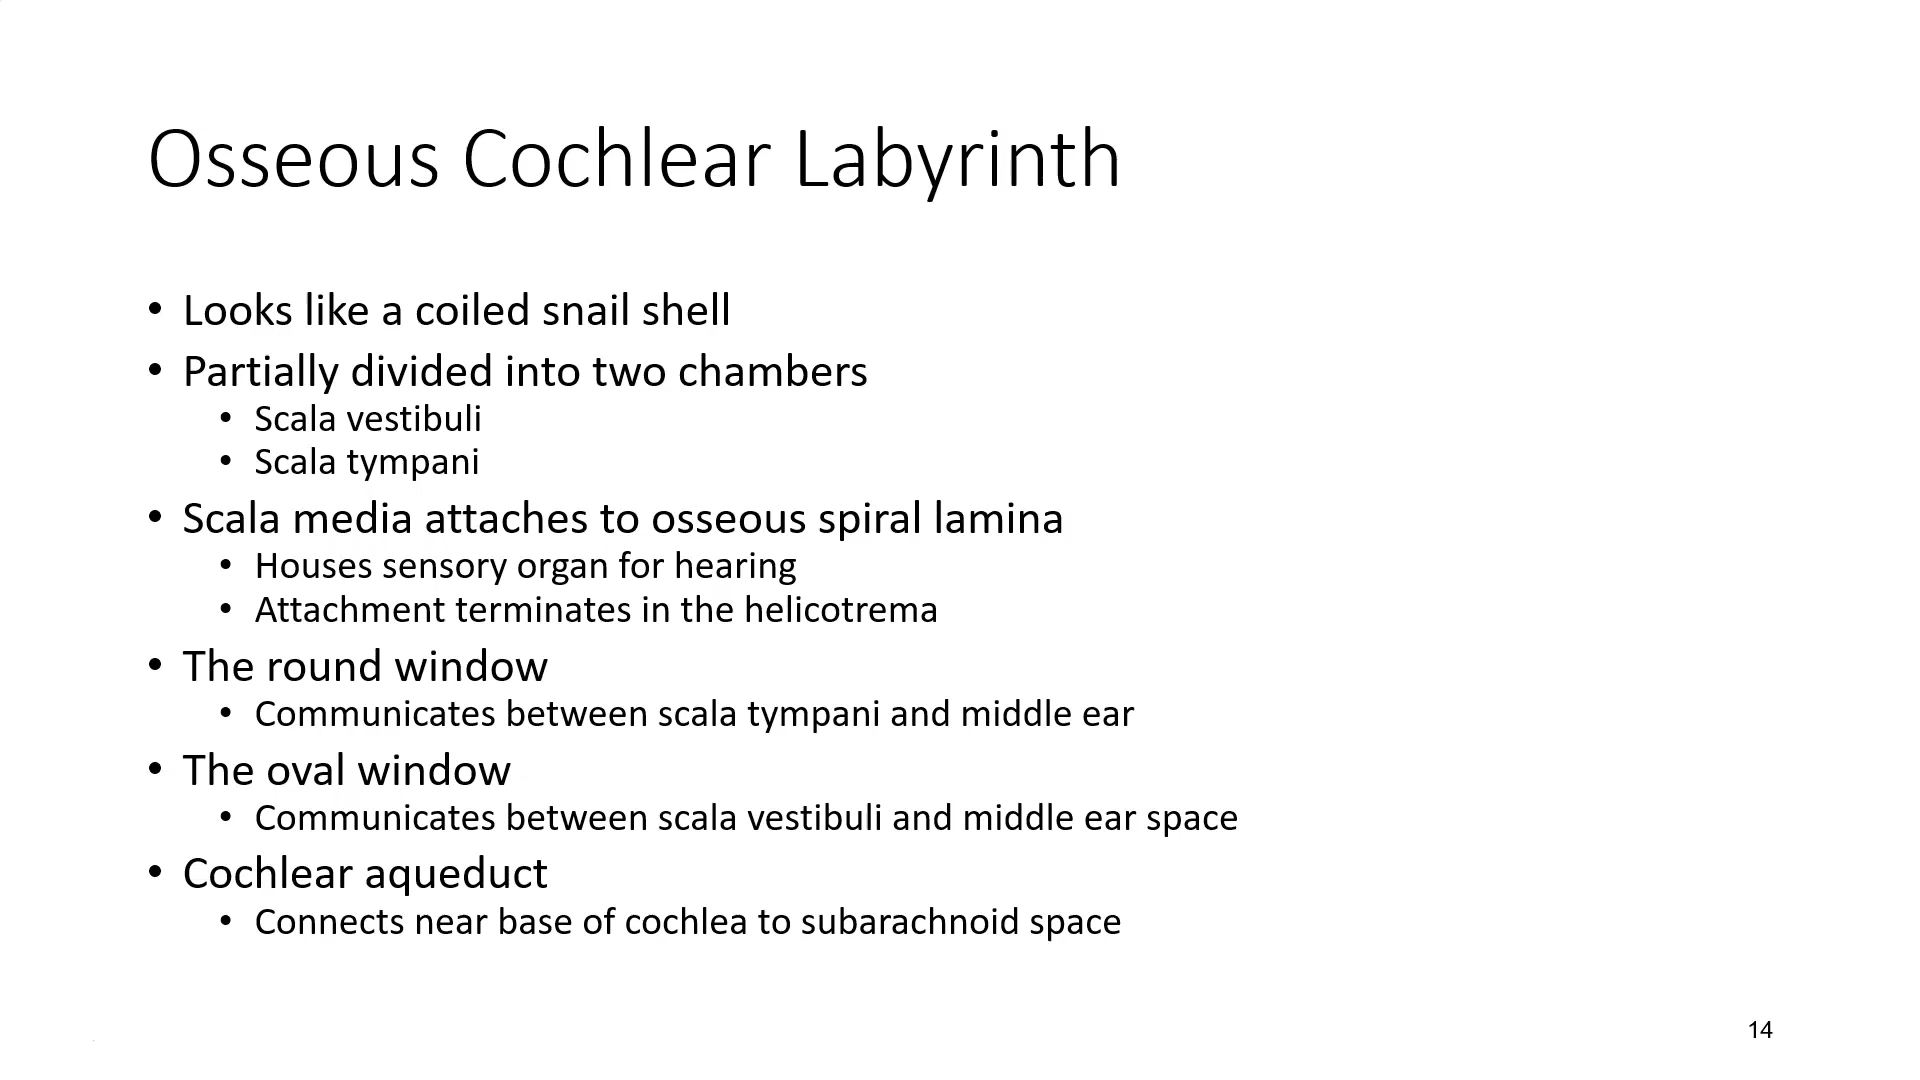 Osseous Cochlear Labyrinth
• Looks like a coiled snail shell
• Partially divided into two chambers
• Scala vestibuli
• Scala tympani
• Scala media attaches to osseous spiral lamina
• Houses sensory organ for hearing
• Attachment terminates in the helicotrema
• The round window
• Communicates between scala tympani and middle ear
• The oval window
• Communicates between scala vestibuli and middle ear space
• Cochlear aqueduct
• Connects near base of cochlea to subarachnoid space
14